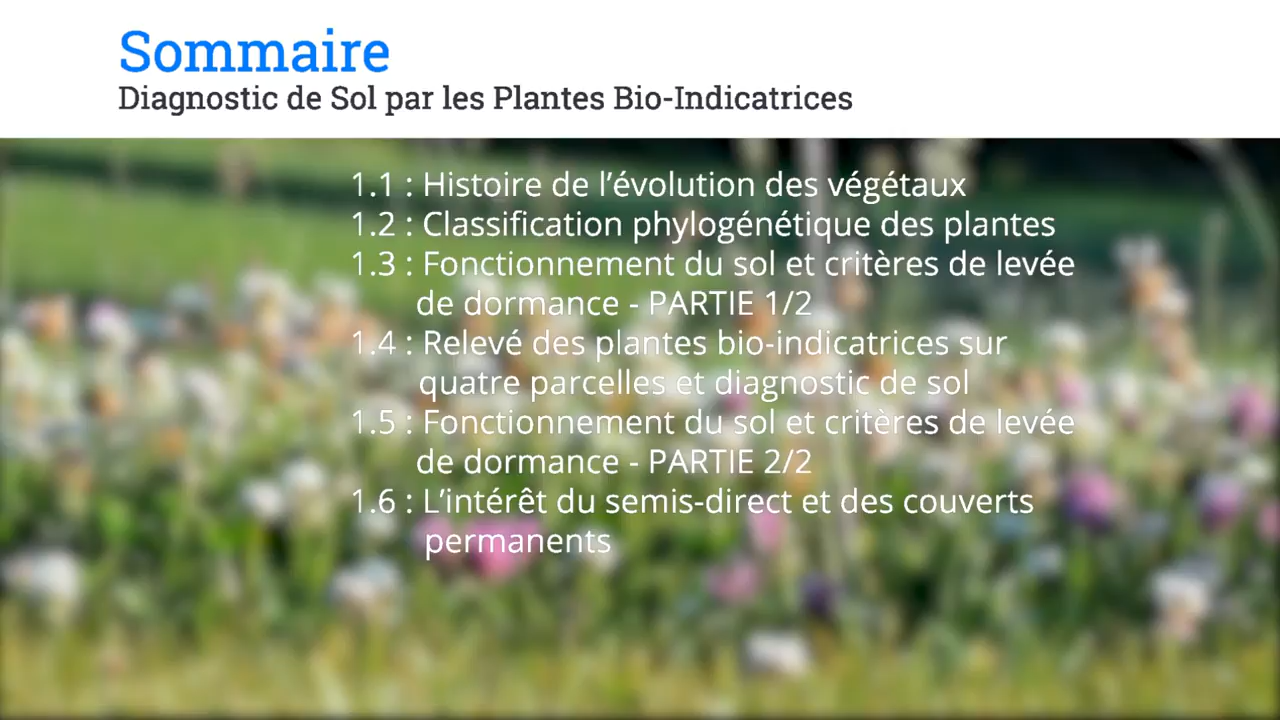 Sommaire
Diagnostic de Sol par les Plantes Bio-Indicatrices
1.1 : Histoire de l’évolution des végétaux
1.2 : Classification phylogénétique des plantes
1.3 : Fonctionnement du sol et critères de levée
de dormance - PARTIE 1/2
1.4 : Relevé des plantes bio-indicatrices sur
quatre parcelles et diagnostic de sol
1.5 : Fonctionnement du sol et critères de levée
de dormance - PARTIE 2/2
1.6 : L’intérêt du semis-direct et des couverts
permanents